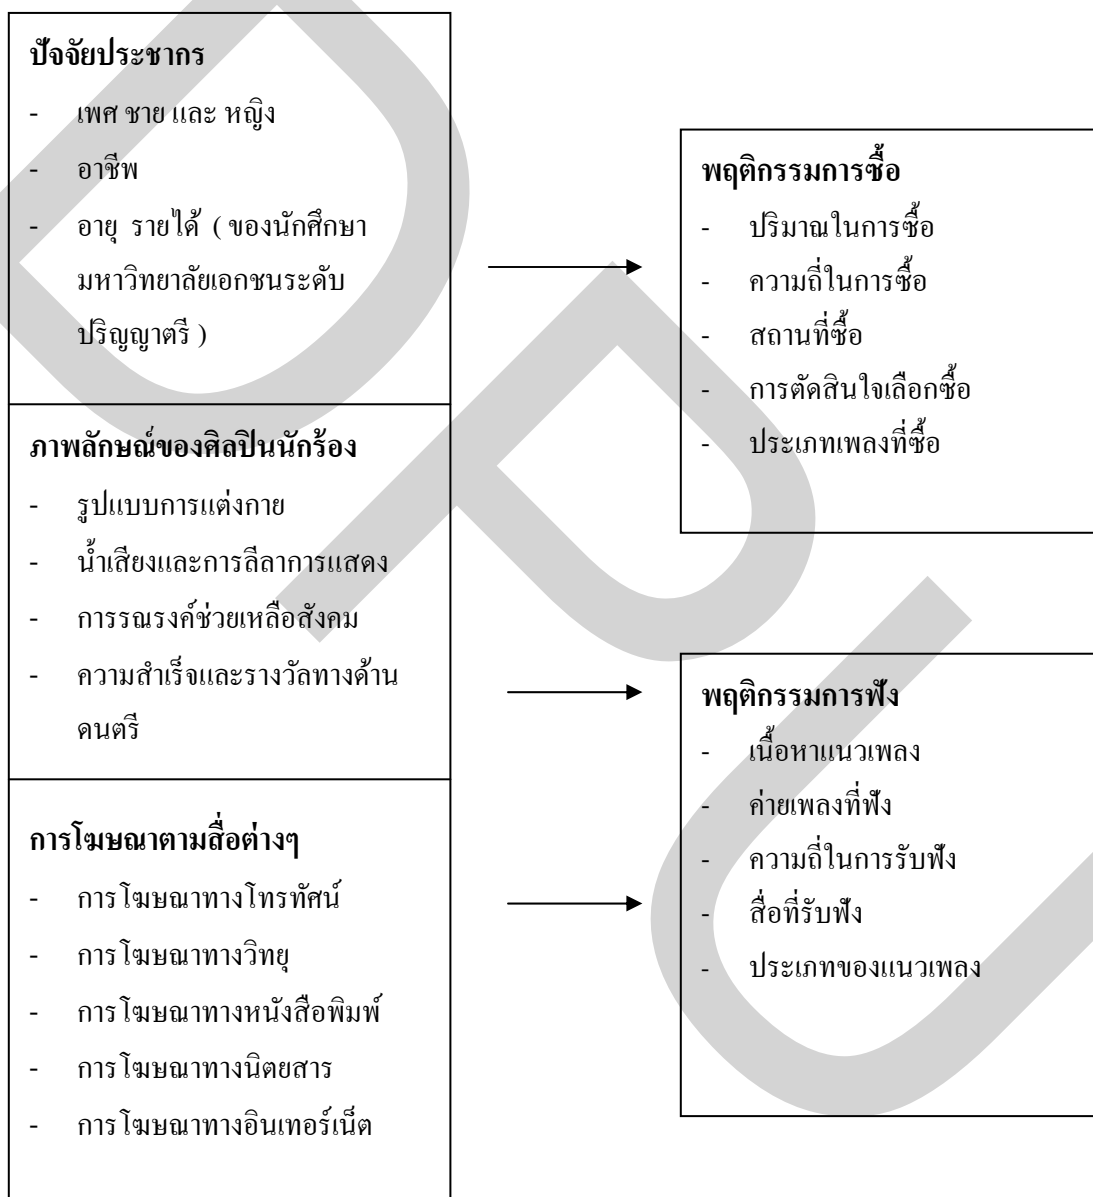 ปัจจัยประชากร
- เพศ ชาย และ หญิง
- อาชีพ
- อายุ รายได้ ( ของนักศึกษา
มหาวิทยาลัยเอกชนระดับ
ปริญญาตรี )
ภาพลักษณ์ของศิลปินนักร้อง
- รูปแบบการแต่งกาย
- น้ำเสียงและการลีลาการแสดง
- การรณรงค์ช่วยเหลือสังคม
- ความสำเร็จและรางวัลทางด้าน
ดนตรี
การโฆษณาตามสื่อต่างๆ
- การโฆษณาทางโทรทัศน์
- การโฆษณาทางวิทยุ
- การโฆษณาทางหนังสือพิมพ์
- การโฆษณาทางนิตยสาร
- การโฆษณาทางอินเทอร์เน็ต
พฤติกรรมการซื้อ
- ปริมาณในการซื้อ
- ความถี่ในการซื้อ
- สถานที่ซื้อ
- การตัดสินใจเลือกซื้อ
- ประเภทเพลงที่ซื้อ
พฤติกรรมการฟัง
- เนื้อหาแนวเพลง
- ค่ายเพลงที่ฟัง
- ความถี่ในการรับฟัง
- สื่อที่รับฟัง
- ประเภทของแนวเพลง
DPU